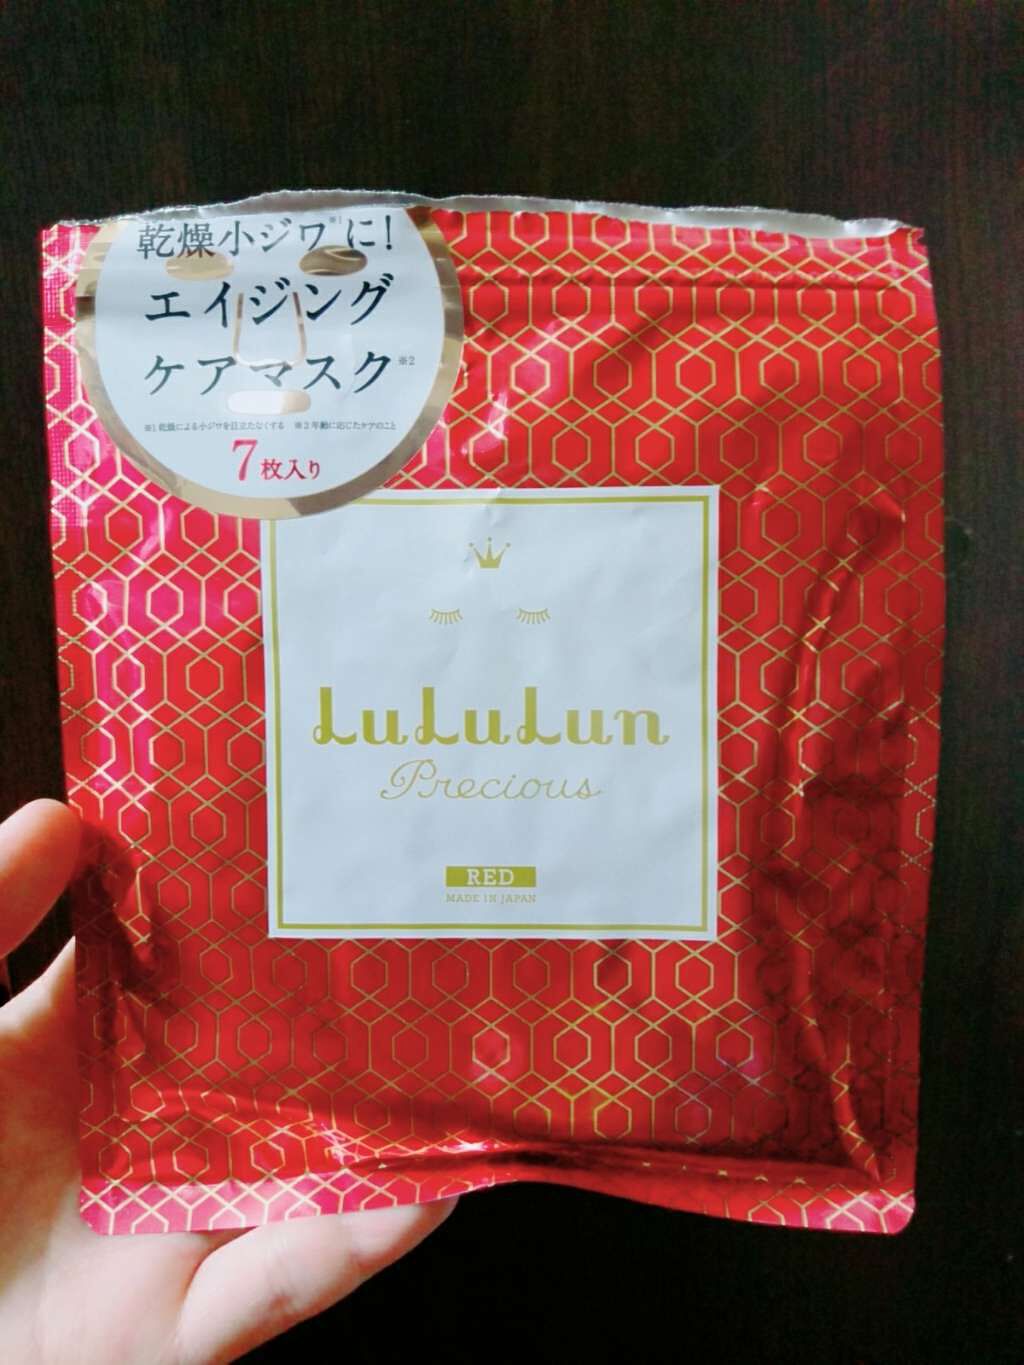 乾燥小ジワ※1に!
エイジング
ケアマスク※2
※1 乾燥による小ジワを目立たなくする ※2 年齢に応じたケアのこと
7枚入り
LuLuLun
Precious
RED
MADE IN JAPAN